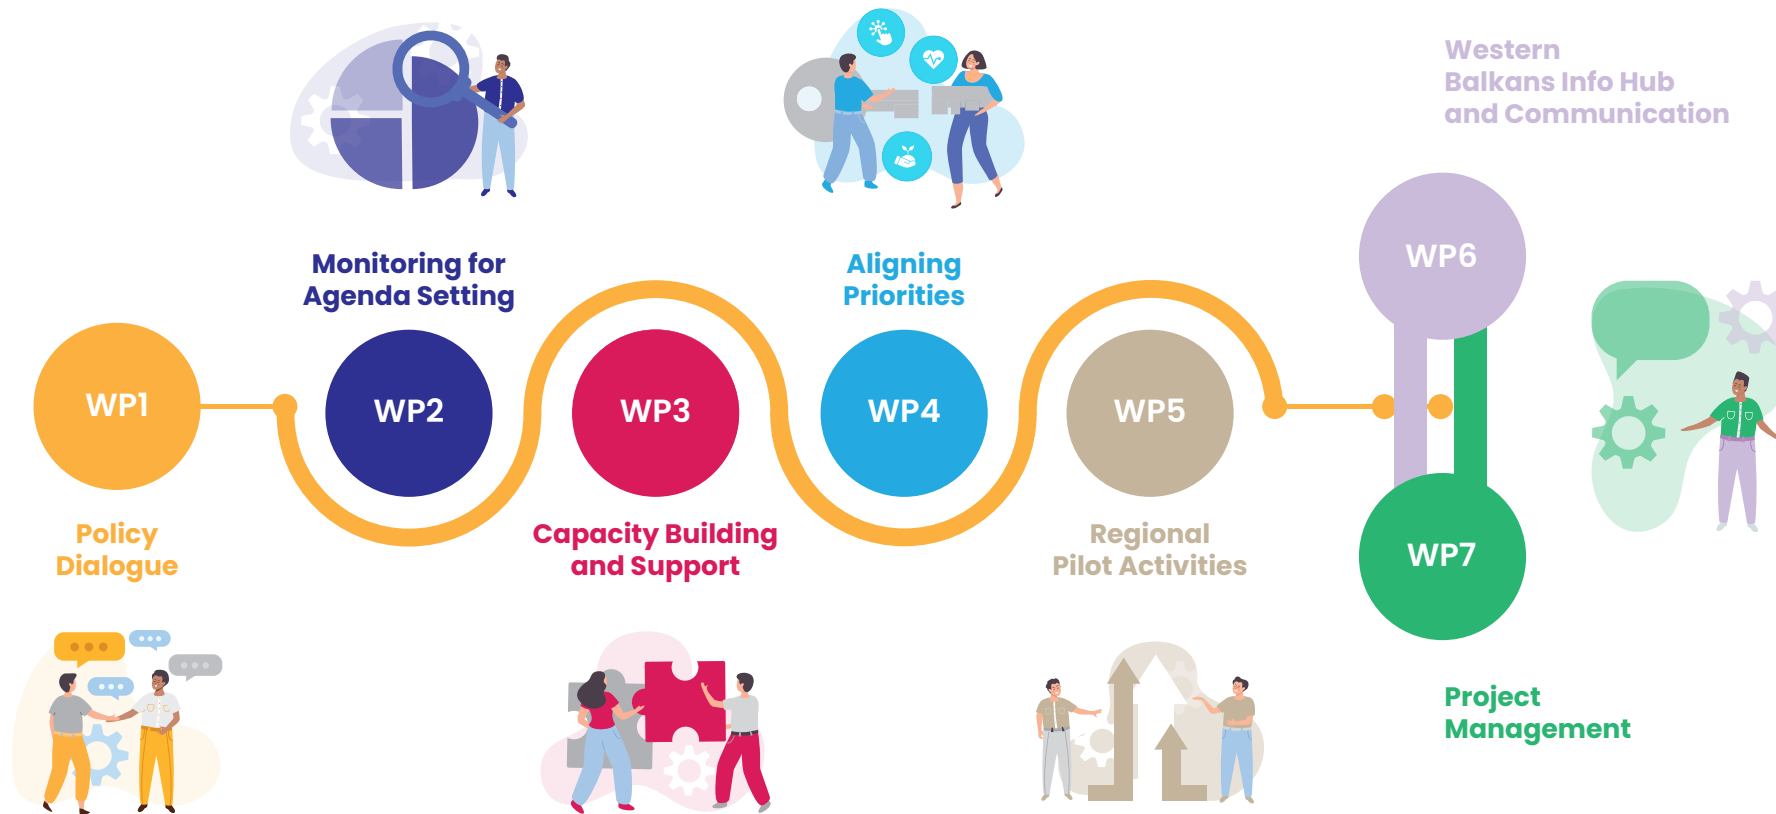 WP1
Policy
Dialogue
Monitoring for
Agenda Setting
WP2
WP3
Capacity Building
and Support
Aligning
Priorities
WP4
WP5
Regional
Pilot Activities
Western
Balkans Info Hub
and Communication
WP6
WP7
Project
Management